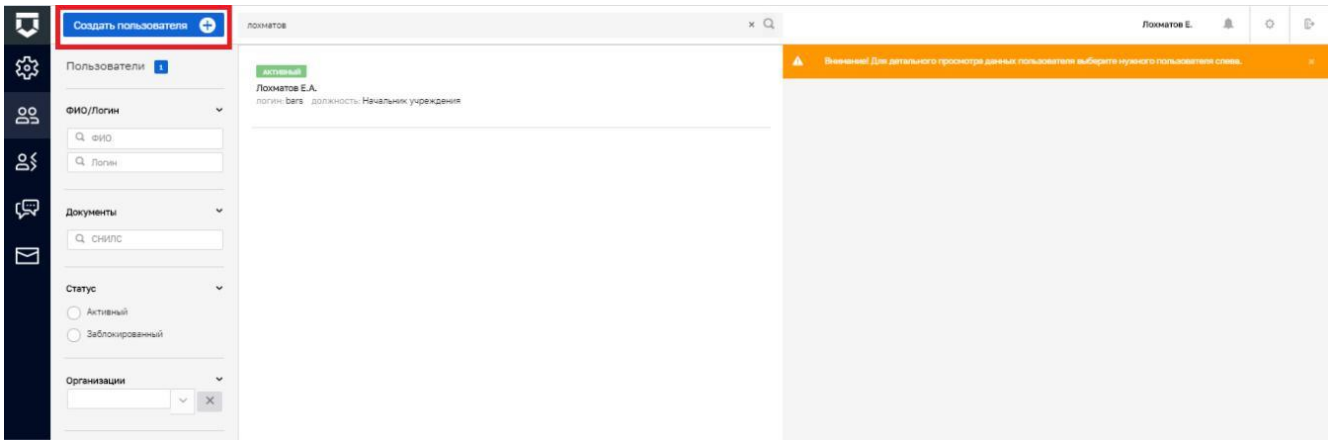 Создать пользователя
лохматов
Лохматов Е.
Пользователи 1
ФИО/Логин
ФИО
Логин
Документы
СНИЛС
Статус
Активный
Заблокированный
Организации
АКТИВНЫЙ
Лохматов Е.А.
логин: bars должность: Начальник учреждения
Внимание! Для детального просмотра данных пользователя выберите нужного пользователя слева.